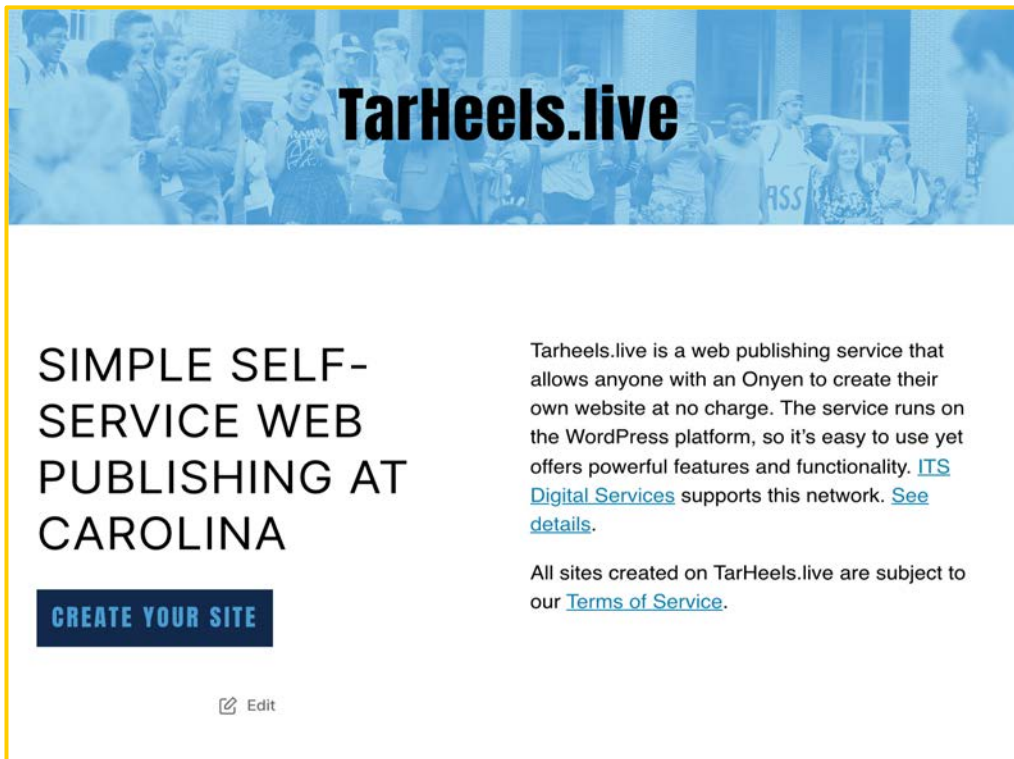 TarHeels.live
ASS
SIMPLE SELF-
SERVICE WEB
PUBLISHING AT
CAROLINA
CREATE YOUR SITE
Edit
Tarheels.live is a web publishing service that
allows anyone with an Onyen to create their
own website at no charge. The service runs on
the WordPress platform, so it’s easy to use yet
offers powerful features and functionality. ITS
Digital Services supports this network. See
details.
All sites created on TarHeels.live are subject to
our Terms of Service.